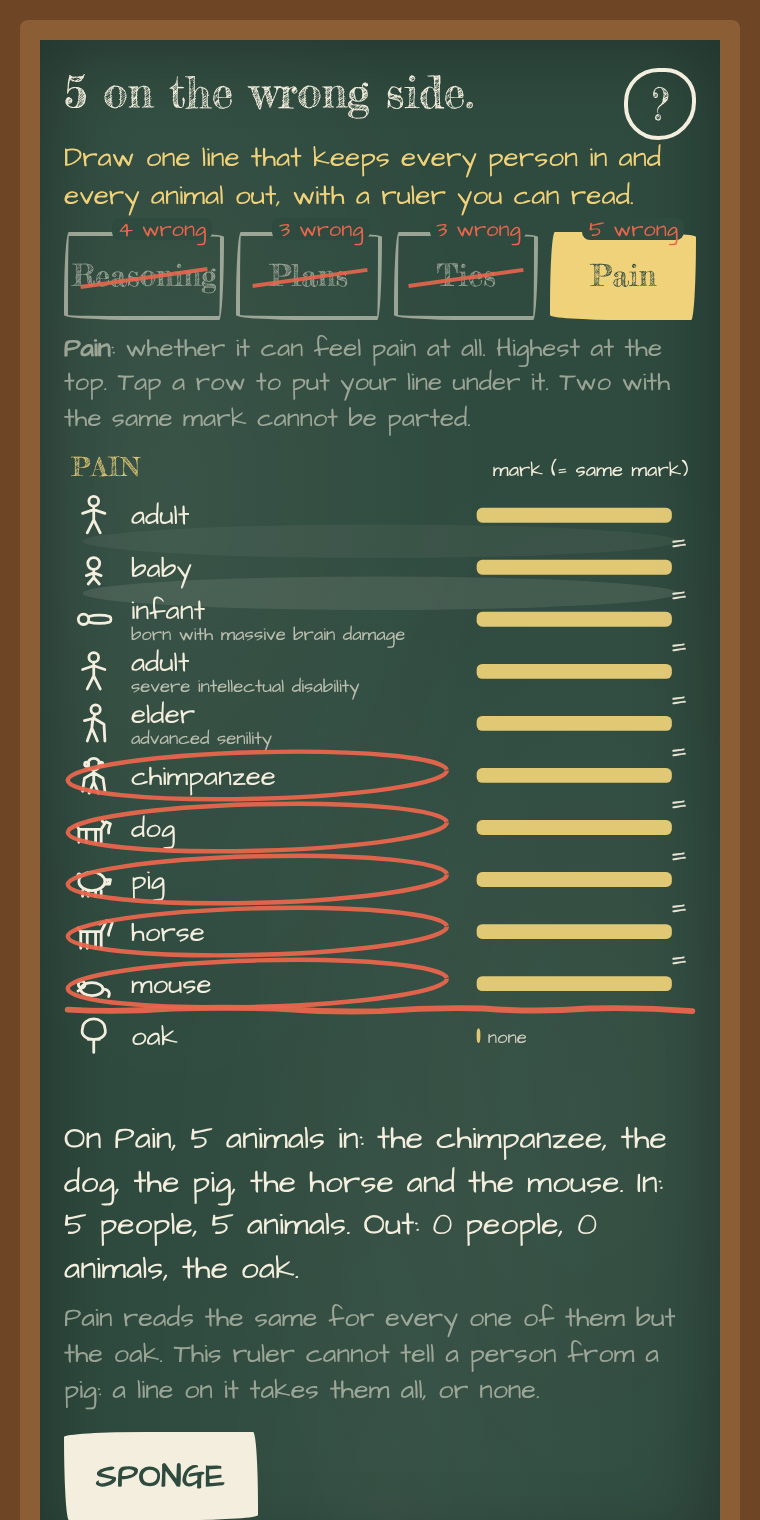 5 on the wrong side.
?
Draw one line that keeps every person in and
every animal out, with a ruler you can read.
4 wrong
3 wrong
3 wrong
5 wrong
Reasoning
Plans
Ties
Pain
Pain: whether it can feel pain at all. Highest at the
top. Tap a row to put your line under it. Two with
the same mark cannot be parted.
PAIN
mark (= same mark)
adult
=
baby
=
infant
born with massive brain damage
=
adult
severe intellectual disability
=
elder
advanced senility
=
chimpanzee
=
dog
=
pig
=
horse
=
mouse
oak
none
On Pain, 5 animals in: the chimpanzee, the
dog, the pig, the horse and the mouse. In:
5 people, 5 animals. Out: 0 people, 0
animals, the oak.
Pain reads the same for every one of them but
the oak. This ruler cannot tell a person from a
pig: a line on it takes them all, or none.
SPONGE